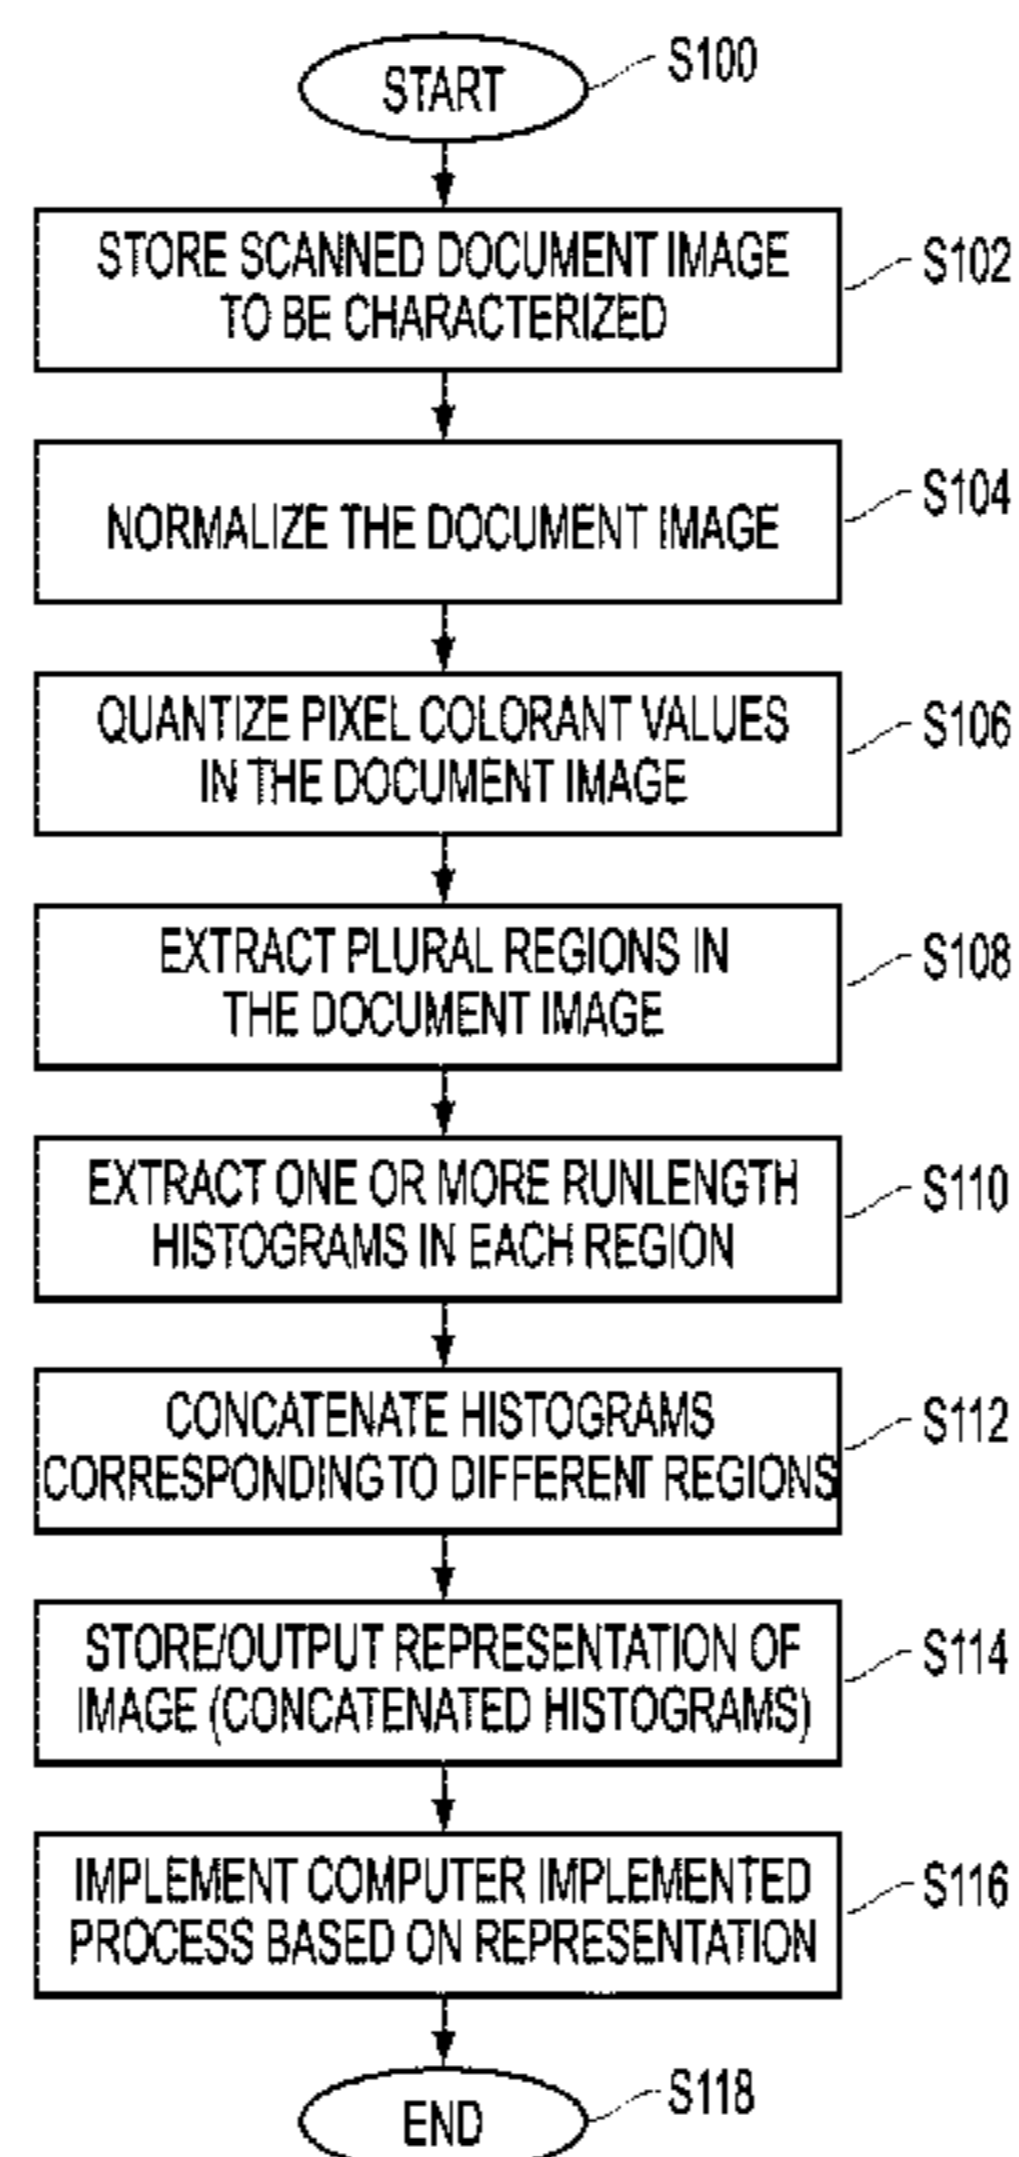 START
S100
STORE SCANNED DOCUMENT IMAGE
TO BE CHARACTERIZED
S102
NORMALIZE THE DOCUMENT IMAGE
S104
QUANTIZE PIXEL COLORANT VALUES
IN THE DOCUMENT IMAGE
S106
EXTRACT PLURAL REGIONS IN
THE DOCUMENT IMAGE
S108
EXTRACT ONE OR MORE RUNLENGTH
HISTOGRAMS IN EACH REGION
S110
CONCATENATE HISTOGRAMS
CORRESPONDING TO DIFFERENT REGIONS
S112
STORE/OUTPUT REPRESENTATION OF
IMAGE (CONCATENATED HISTOGRAMS)
S114
IMPLEMENT COMPUTER IMPLEMENTED
PROCESS BASED ON REPRESENTATION
S116
END
S118